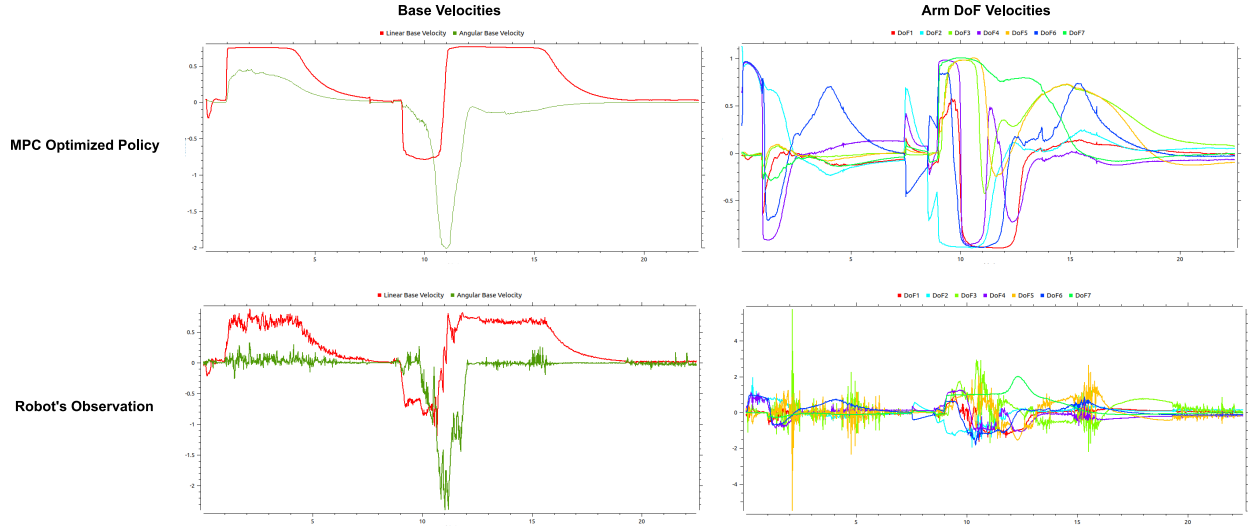 Base Velocities
Arm DoF Velocities
Linear Base Velocity Angular Base Velocity
DoF1 DoF2 DoF3 DoF4 DoF5 DoF6 DoF7
MPC Optimized Policy
0.5
0
-0.5
-1
-1.5
-2
5 10 15 20
1
0.5
0
-0.5
5 10 15 20
Linear Base Velocity Angular Base Velocity
DoF1 DoF2 DoF3 DoF4 DoF5 DoF6 DoF7
Robot's Observation
0.5
0
-0.5
-1
-1.5
-2
5 10 15 20
4
2
0
-2
-4
5 10 15 20